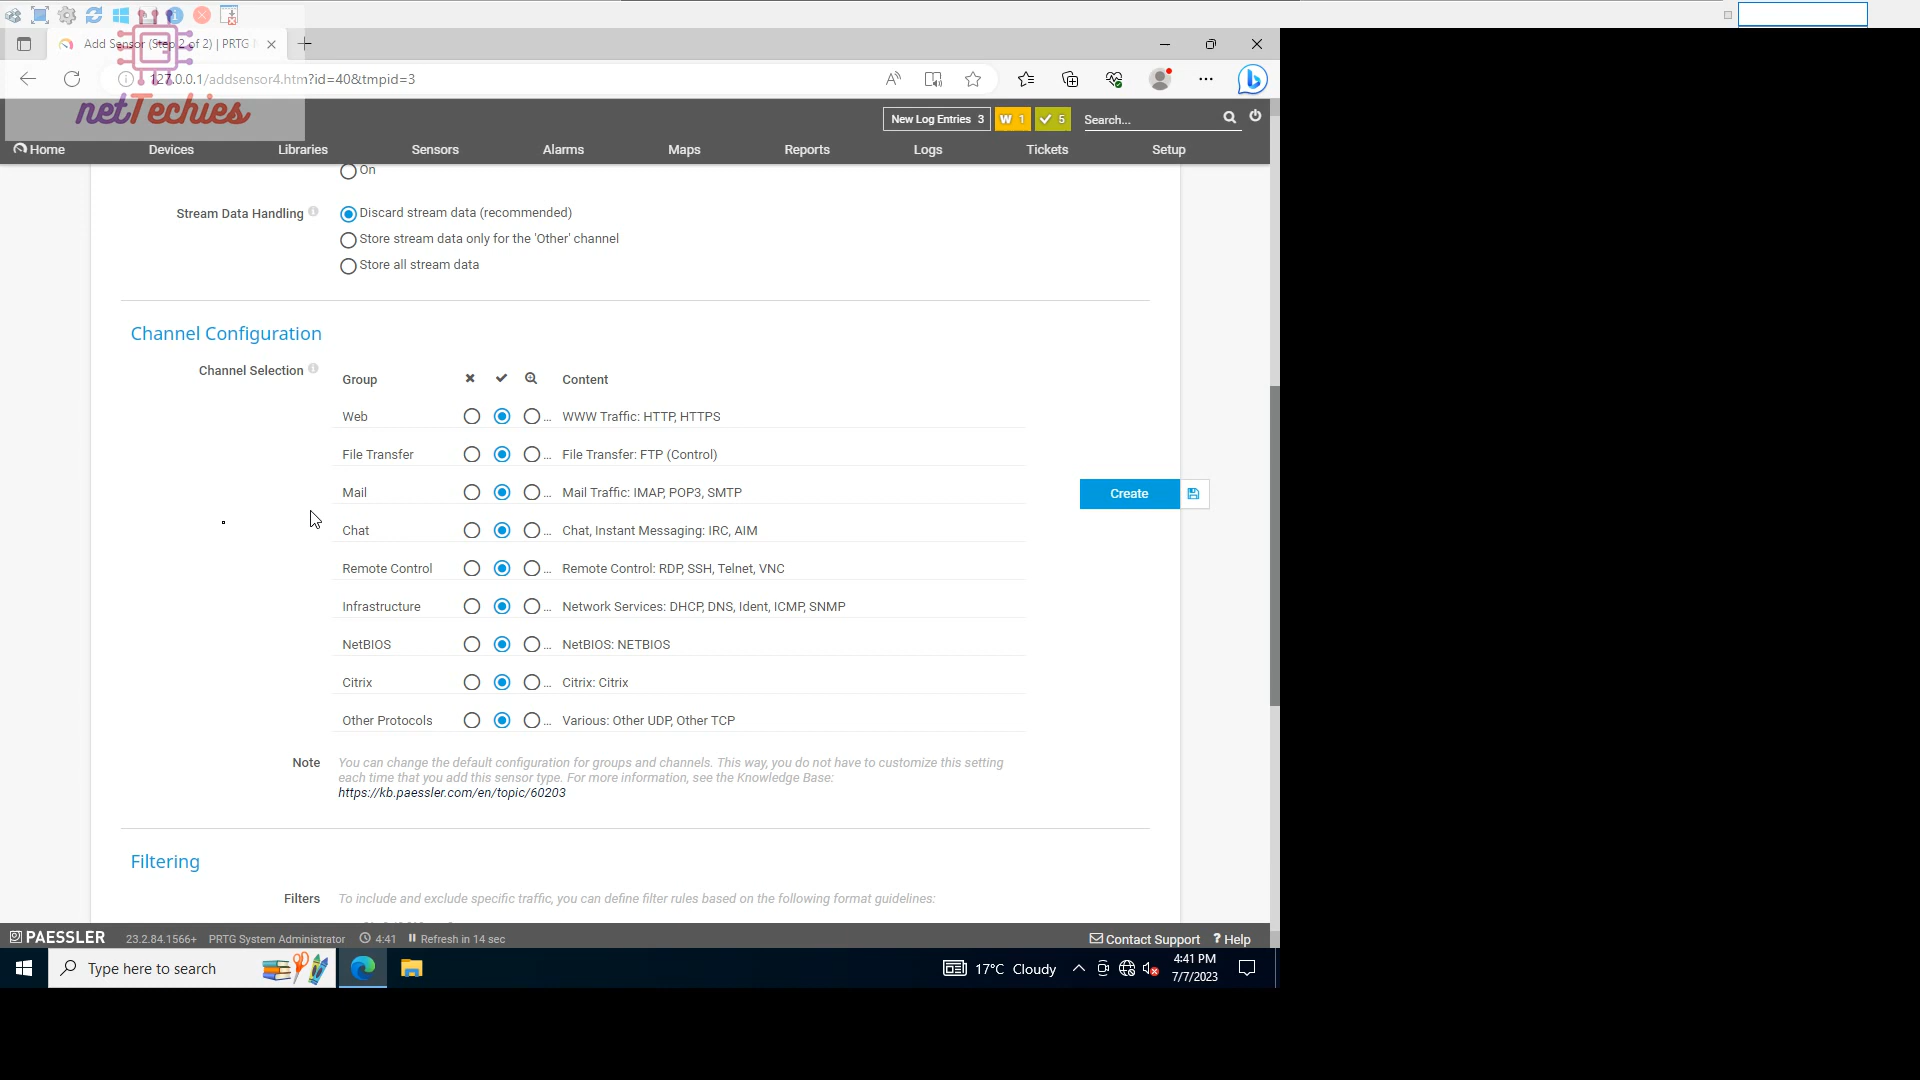 Add Sensor (Step 2 of 2) | PRTG N
127.0.0.1/addsensor4.htm?id=40&tmpid=3
netTechies
New Log Entries 3 W 1 5 Search...
Home Devices Libraries Sensors Alarms Maps Reports Logs Tickets Setup
On
Stream Data Handling Discard stream data (recommended)
Store stream data only for the 'Other' channel
Store all stream data
Channel Configuration
Channel Selection
Group Content
Web ... WWW Traffic: HTTP, HTTPS
File Transfer ... File Transfer: FTP (Control)
Mail ... Mail Traffic: IMAP, POP3, SMTP
Create
Chat ... Chat, Instant Messaging: IRC, AIM
Remote Control ... Remote Control: RDP, SSH, Telnet, VNC
Infrastructure ... Network Services: DHCP, DNS, Ident, ICMP, SNMP
NetBIOS ... NetBIOS: NETBIOS
Citrix ... Citrix: Citrix
Other Protocols ... Various: Other UDP, Other TCP
Note You can change the default configuration for groups and channels. This way, you do not have to customize this setting
each time that you add this sensor type. For more information, see the Knowledge Base:
https://kb.paessler.com/en/topic/60203
Filtering
Filters To include and exclude specific traffic, you can define filter rules based on the following format guidelines:
PAESSLER 23.2.84.1566+ PRTG System Administrator 4:41 Refresh in 14 sec Contact Support ? Help
Type here to search 17°C Cloudy 4:41 PM
7/7/2023